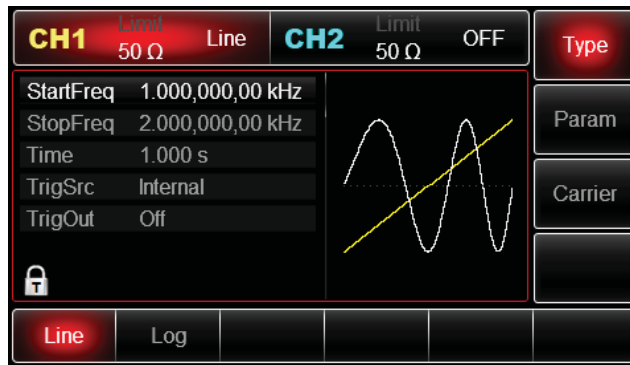 CH1 Limit 50 Ω Line CH2 Limit 50 Ω OFF Type
StartFreq 1.000,000,00 kHz
StopFreq 2.000,000,00 kHz
Param
Time 1.000 s
TrigSrc Internal
Carrier
TrigOut Off
T
Line Log